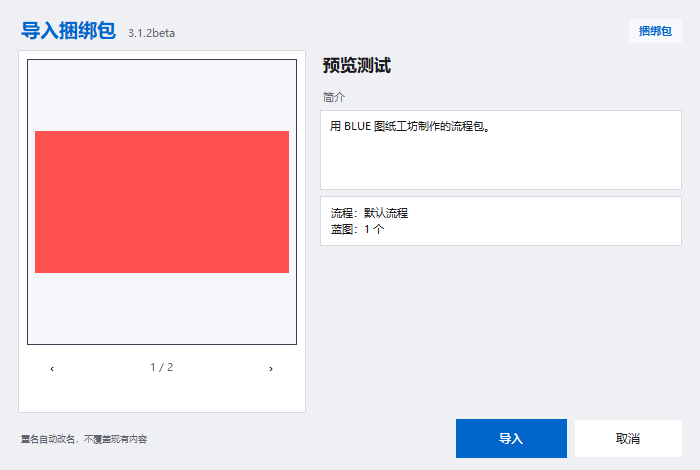 导入捆绑包 3.1.2beta
捆绑包
预览测试
简介
用 BLUE 图纸工坊制作的流程包。
流程：默认流程
蓝图：1 个
‹ 1 / 2 ›
重名自动改名，不覆盖现有内容
导入
取消